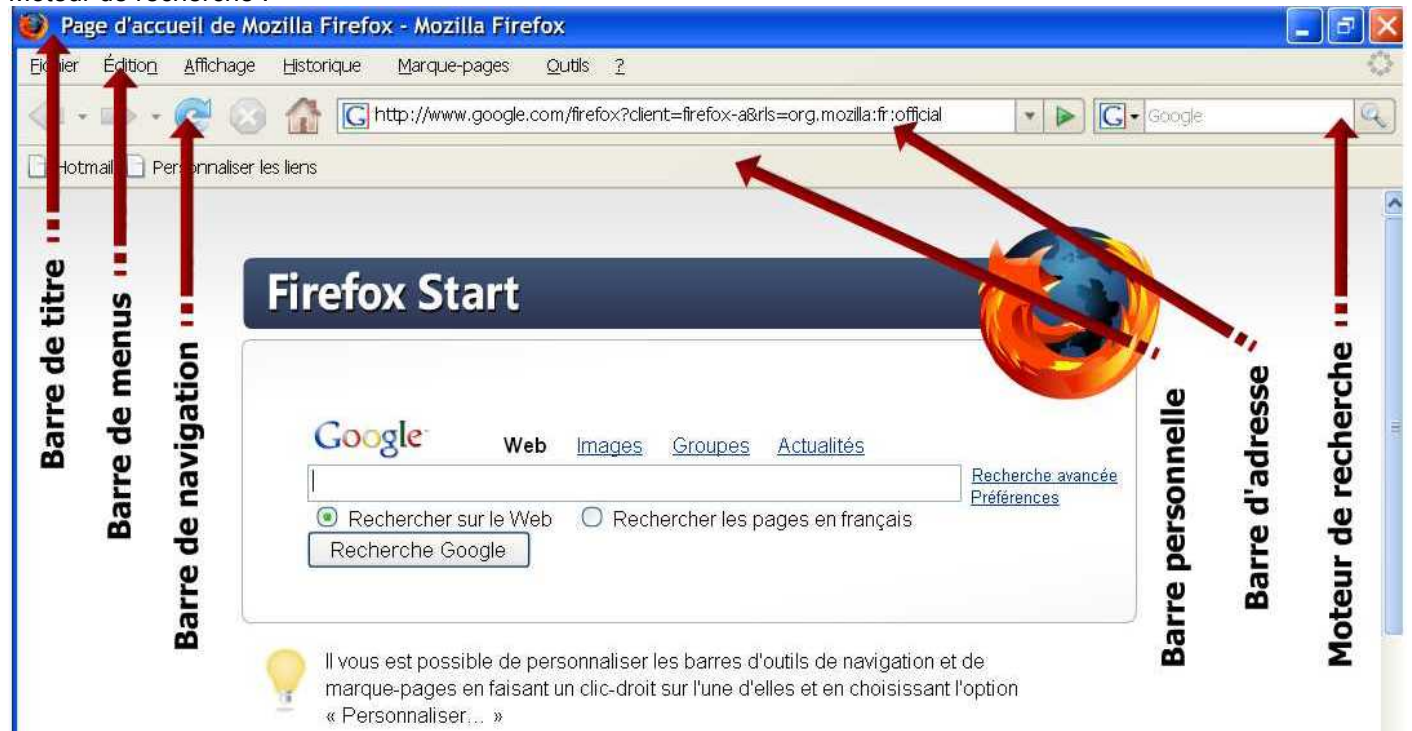 moteur de recherche :
Page d'accueil de Mozilla Firefox - Mozilla Firefox
Fichier Édition Affichage Historique Marque-pages Outils ?
http://www.google.com/firefox?client=firefox-a&rls=org.mozilla:fr:official
Google
Hotmail Personnaliser les liens
Firefox Start
Google Web Images Groupes Actualités
Recherche avancée
Préférences
Rechercher sur le Web Rechercher les pages en français
Recherche Google
Il vous est possible de personnaliser les barres d'outils de navigation et de
marque-pages en faisant un clic-droit sur l'une d'elles et en choisissant l'option
« Personnaliser... »
Barre de titre
Barre de menus
Barre de navigation
Barre personnelle
Barre d'adresse
Moteur de recherche